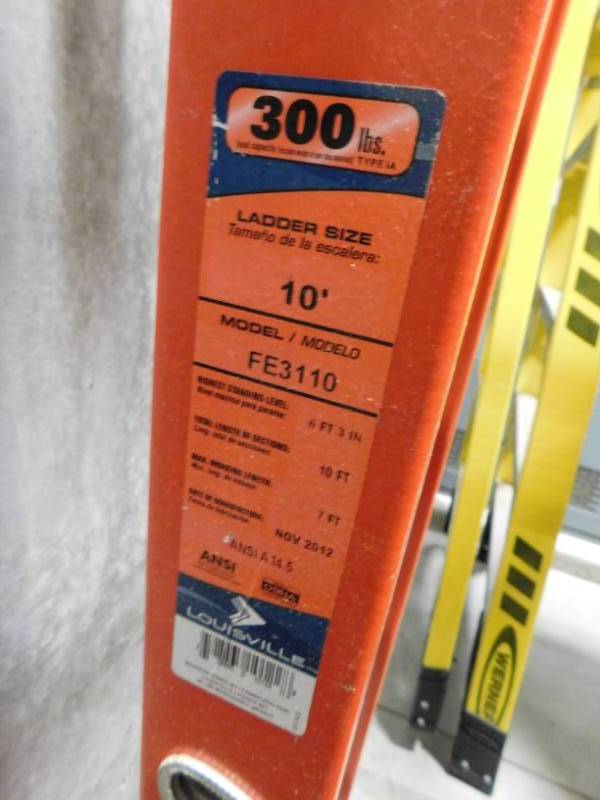 300 lbs.
TYPE IA
LADDER SIZE
Tamaño de la escalera:
10'
MODEL / MODELO
FE3110
HIGHEST STANDING LEVEL:
6 FT 3 IN
TOTAL LENGTH OF SECTIONS:
10 FT
MAX. WORKING LENGTH:
7 FT
DATE OF MANUFACTURE:
NOV 2012
ANSI A 14.5
ANSI
OSHA
LOUISVILLE
WERNER